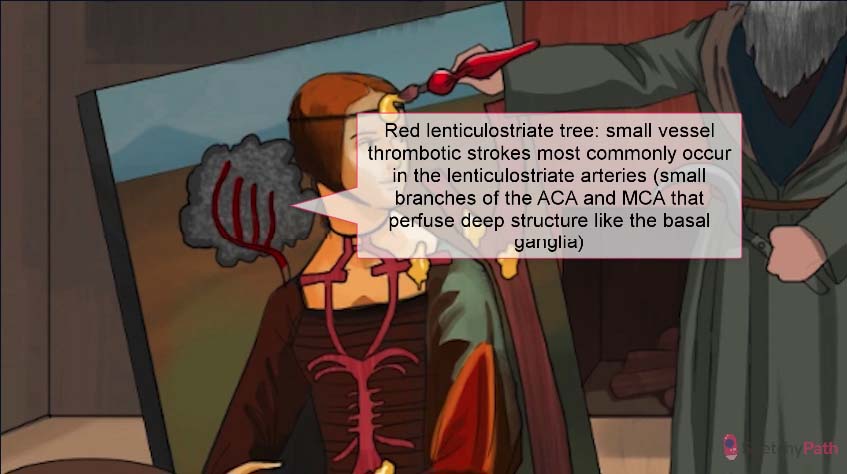 Red lenticulostriate tree: small vessel
thrombotic strokes most commonly occur
in the lenticulostriate arteries (small
branches of the ACA and MCA that
perfuse deep structure like the basal
ganglia)
SketchyPath